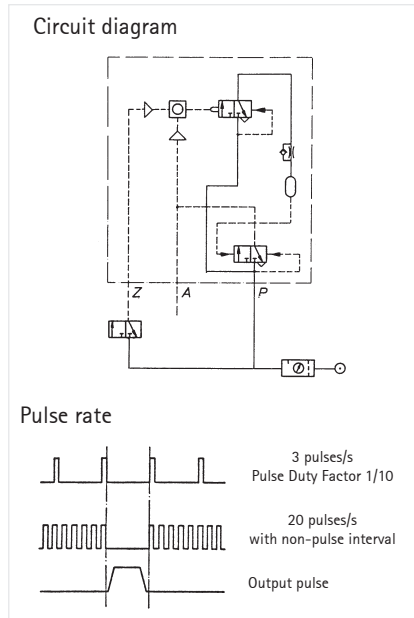 Circuit diagram
Z A P
Pulse rate
3 pulses/s
Pulse Duty Factor 1/10
20 pulses/s
with non-pulse interval
Output pulse